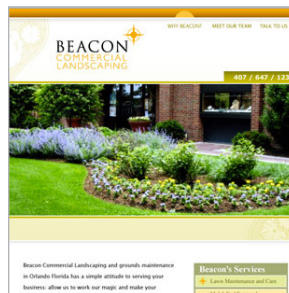 WHY BEACON? MEET OUR TEAM TALK TO US
BEACON
COMMERCIAL
LANDSCAPING
407 / 647 / 123
Beacon Commercial Landscaping and grounds maintenance
in Orlando Florida has a simple attitude to serving your
business: allow us to work our magic and make your
Beacon's Services
Lawn Maintenance and Care